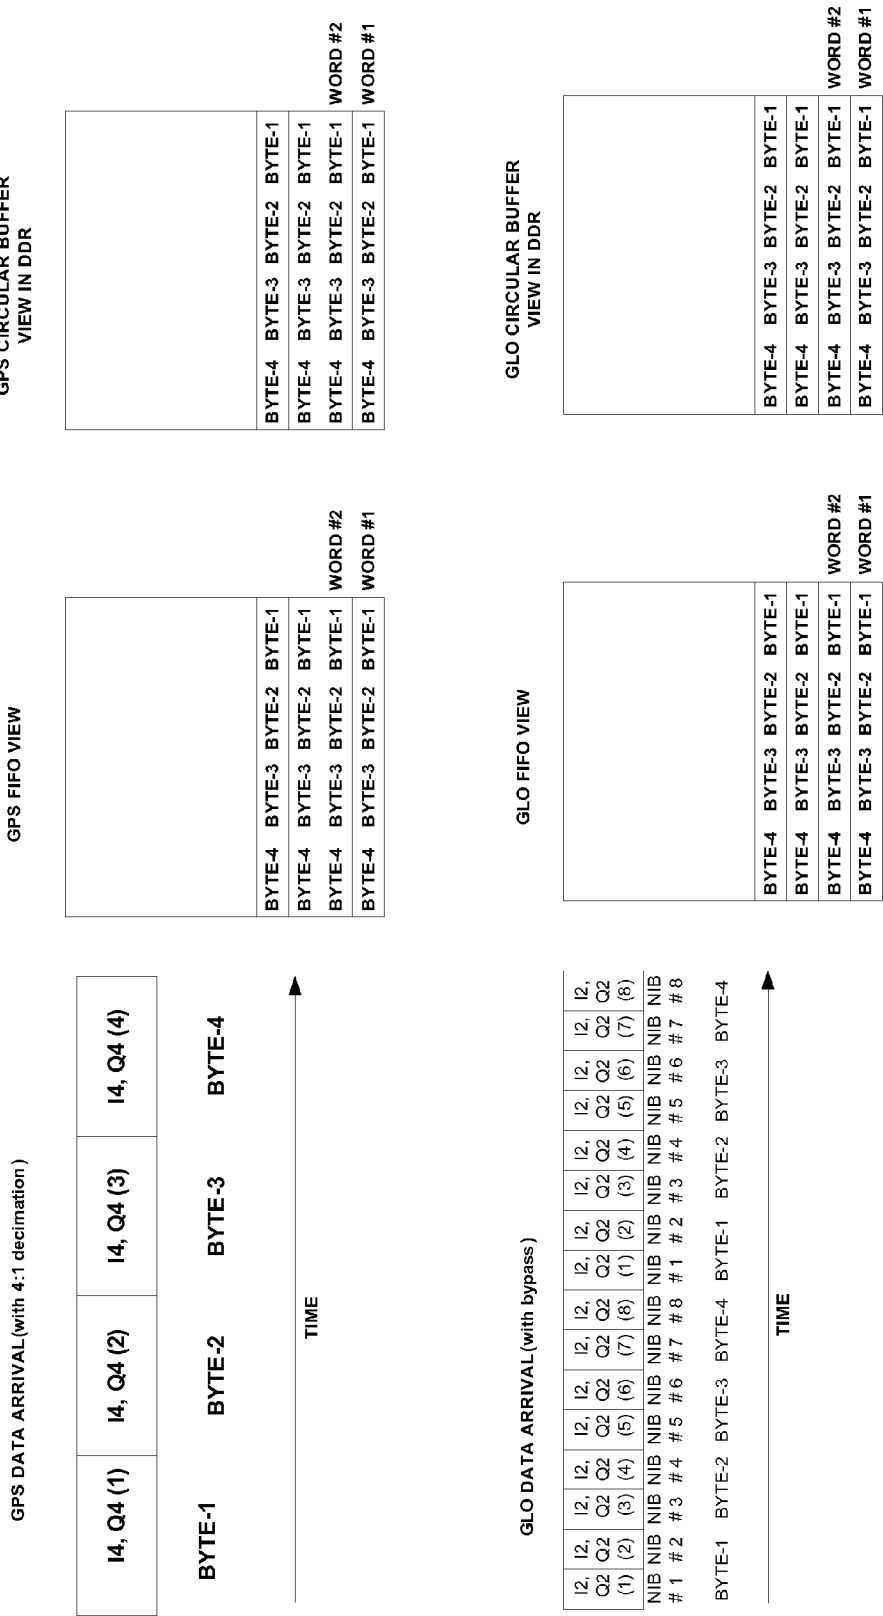 GPS DATA ARRIVAL (with 4:1 decimation )
I4, Q4 (1) I4, Q4 (2) I4, Q4 (3) I4, Q4 (4)
BYTE-1 BYTE-2 BYTE-3 BYTE-4
TIME
GPS FIFO VIEW
BYTE-4 BYTE-3 BYTE-2 BYTE-1
BYTE-4 BYTE-3 BYTE-2 BYTE-1
BYTE-4 BYTE-3 BYTE-2 BYTE-1 WORD #2
BYTE-4 BYTE-3 BYTE-2 BYTE-1 WORD #1
GPS CIRCULAR BUFFER
VIEW IN DDR
BYTE-4 BYTE-3 BYTE-2 BYTE-1
BYTE-4 BYTE-3 BYTE-2 BYTE-1
BYTE-4 BYTE-3 BYTE-2 BYTE-1 WORD #2
BYTE-4 BYTE-3 BYTE-2 BYTE-1 WORD #1
GLO DATA ARRIVAL (with bypass )
I2, I2, I2, I2, I2, I2, I2, I2, I2, I2, I2, I2, I2, I2, I2, I2,
Q2 Q2 Q2 Q2 Q2 Q2 Q2 Q2 Q2 Q2 Q2 Q2 Q2 Q2 Q2 Q2
(1) (2) (3) (4) (5) (6) (7) (8) (1) (2) (3) (4) (5) (6) (7) (8)
NIB NIB NIB NIB NIB NIB NIB NIB NIB NIB NIB NIB NIB NIB NIB NIB
# 1 # 2 # 3 # 4 # 5 # 6 # 7 # 8 # 1 # 2 # 3 # 4 # 5 # 6 # 7 # 8
BYTE-1 BYTE-2 BYTE-3 BYTE-4 BYTE-1 BYTE-2 BYTE-3 BYTE-4
TIME
GLO FIFO VIEW
BYTE-4 BYTE-3 BYTE-2 BYTE-1
BYTE-4 BYTE-3 BYTE-2 BYTE-1
BYTE-4 BYTE-3 BYTE-2 BYTE-1 WORD #2
BYTE-4 BYTE-3 BYTE-2 BYTE-1 WORD #1
GLO CIRCULAR BUFFER
VIEW IN DDR
BYTE-4 BYTE-3 BYTE-2 BYTE-1
BYTE-4 BYTE-3 BYTE-2 BYTE-1
BYTE-4 BYTE-3 BYTE-2 BYTE-1 WORD #2
BYTE-4 BYTE-3 BYTE-2 BYTE-1 WORD #1